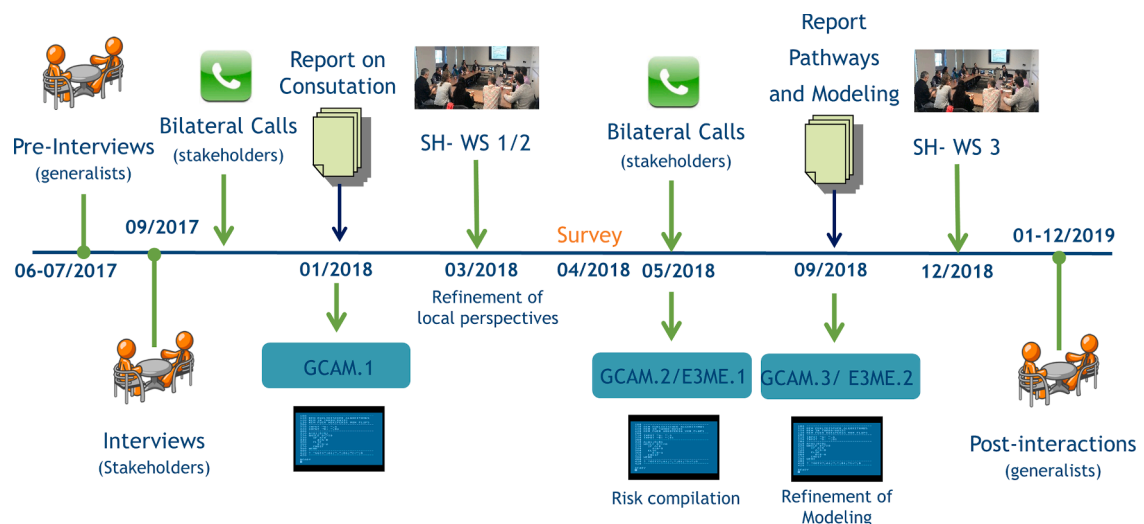 Pre-Interviews
(generalists)
Bilateral Calls
(stakeholders)
Report on
Consutation
SH- WS 1/2
Bilateral Calls
(stakeholders)
Report
Pathways
and Modeling
SH- WS 3
09/2017
Survey
01-12/2019
06-07/2017
01/2018
03/2018
04/2018
05/2018
09/2018
12/2018
Refinement of
local perspectives
GCAM.1
GCAM.2/E3ME.1
GCAM.3/ E3ME.2
Interviews
(Stakeholders)
Post-interactions
(generalists)
Risk compilation
Refinement of
Modeling